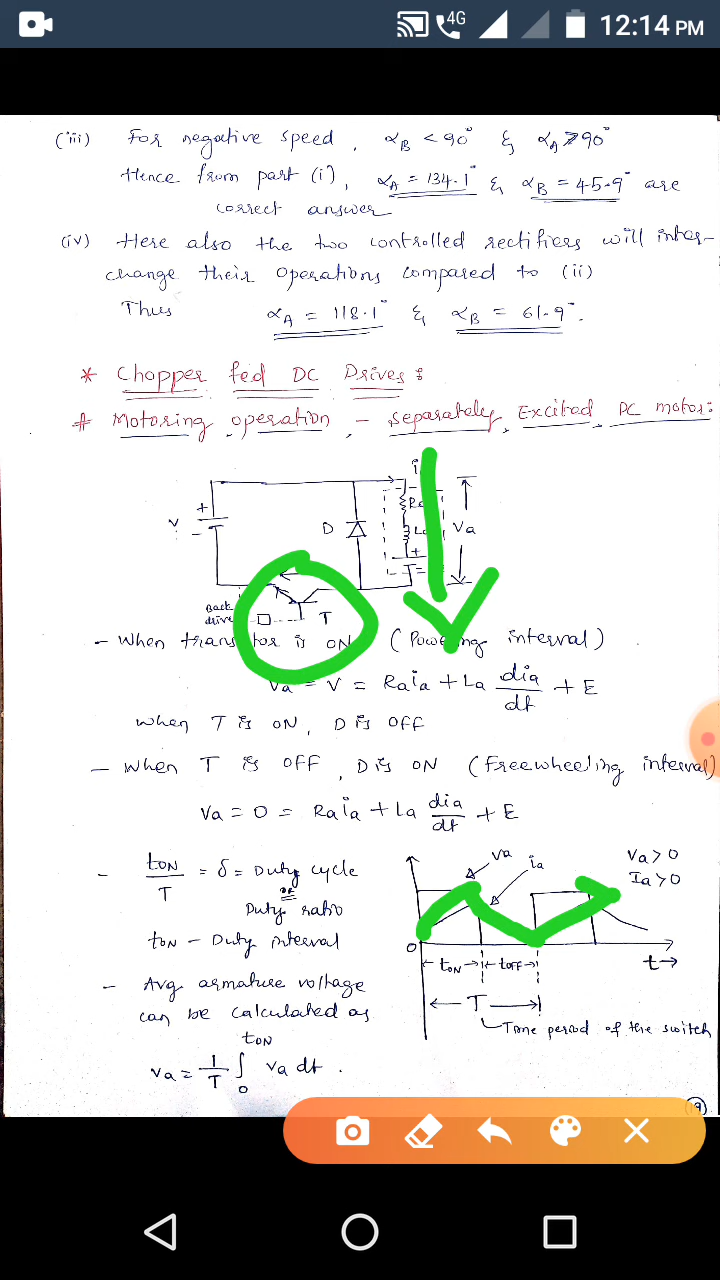 4G 12:14 PM
(iii) For negative speed, αB < 90° & αA > 90°
Hence from part (i), αA = 134.1° & αB = 45.9° are
correct answer
(iv) Here also the two controlled rectifiers will inter-
change their operations compared to (ii)
Thus αA = 118.1° & αB = 61.9°.
* Chopper fed DC Drives:
# Motoring operation - Separately Excited DC motor:
i
+
V
-
D
Ra
La
+
Va
Back
drive
T
- When is ON (Powering interval)
Va = V = Raia + La dia/dt + E
When T is ON, D is OFF
- When T is OFF, D is ON (Freewheeling interval)
Va = 0 = Raia + La dia/dt + E
- tON/T = δ = Duty cycle
or
Duty ratio
tON - Duty interval
va ia
Va > 0
Ia > 0
0
tON tOFF
t→
T
Time period of the switch
- Avg armature voltage
can be calculated as
Va = 1/T ∫0^tON va dt.
(19)